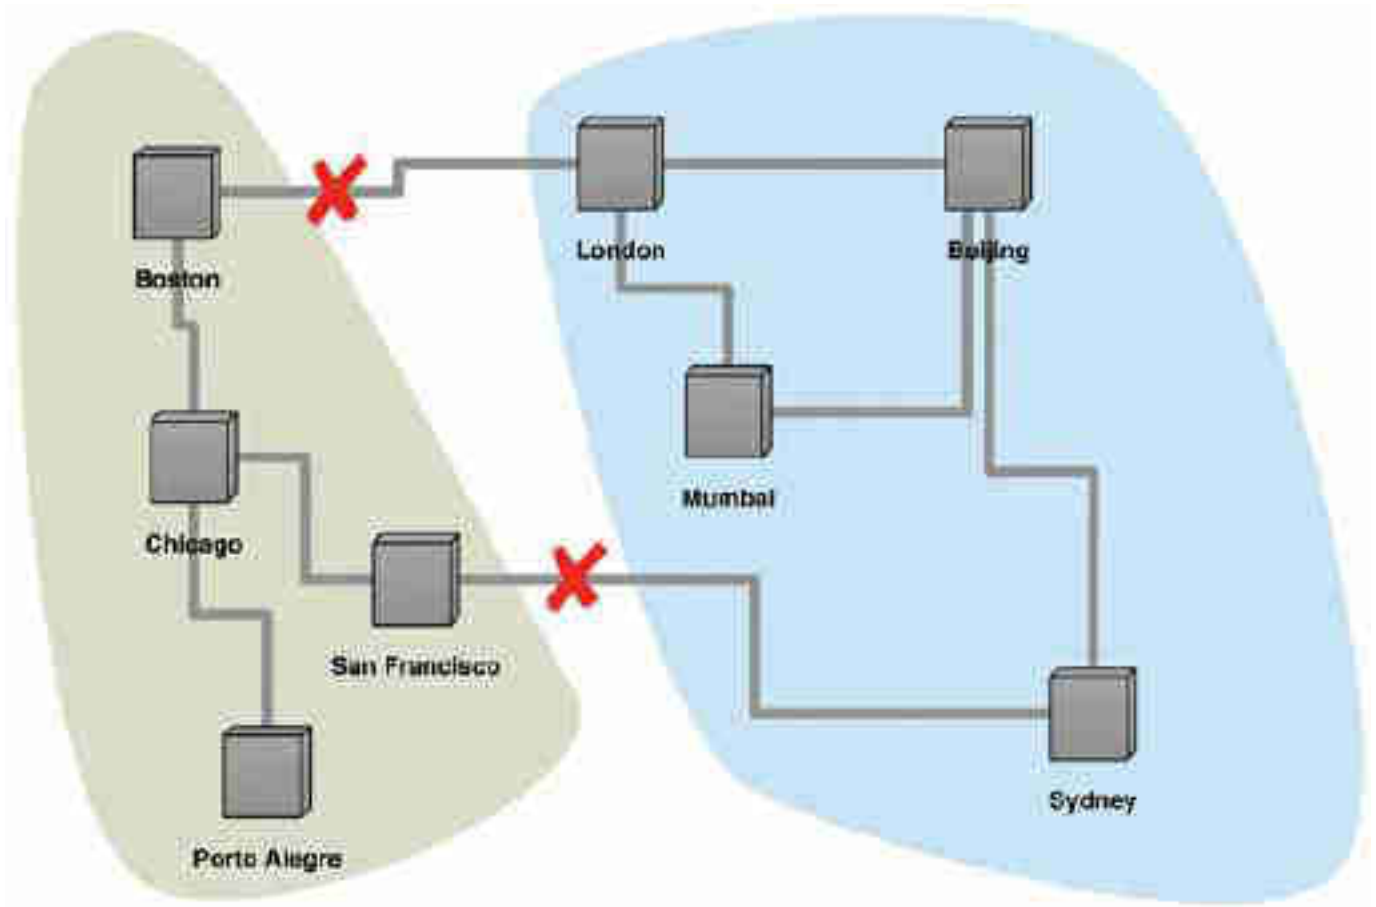 London
Beijing
Boston
Mumbai
Chicago
San Francisco
Sydney
Porto Alegre